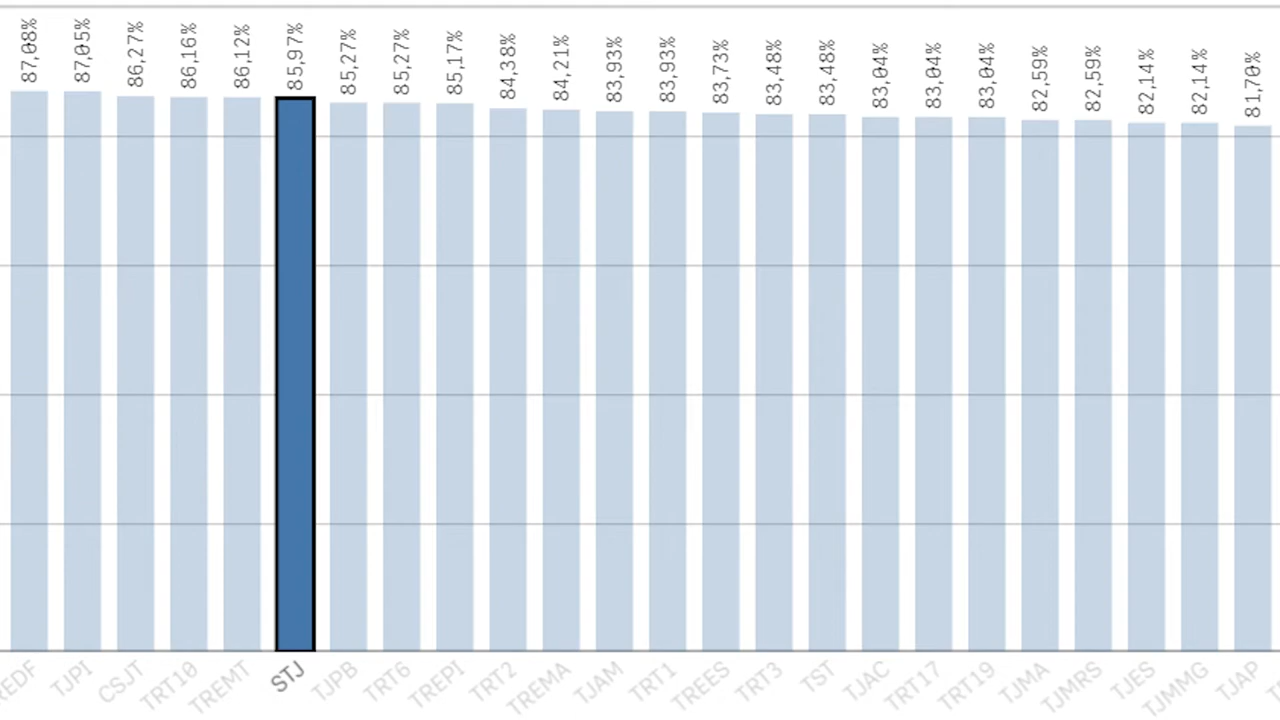 87,08% 87,05% 86,27% 86,16% 86,12% 85,97% 85,27% 85,27% 85,17% 84,38% 84,21% 83,93% 83,93% 83,73% 83,48% 83,48% 83,04% 83,04% 83,04% 82,59% 82,59% 82,14% 82,14% 81,70%
REDF TJPI CSJT TRT10 TREMT STJ TJPB TRT6 TREPI TRT2 TREMA TJAM TRT1 TREES TRT3 TST TJAC TRT17 TRT19 TJMA TJMRS TJES TJMMG TJAP